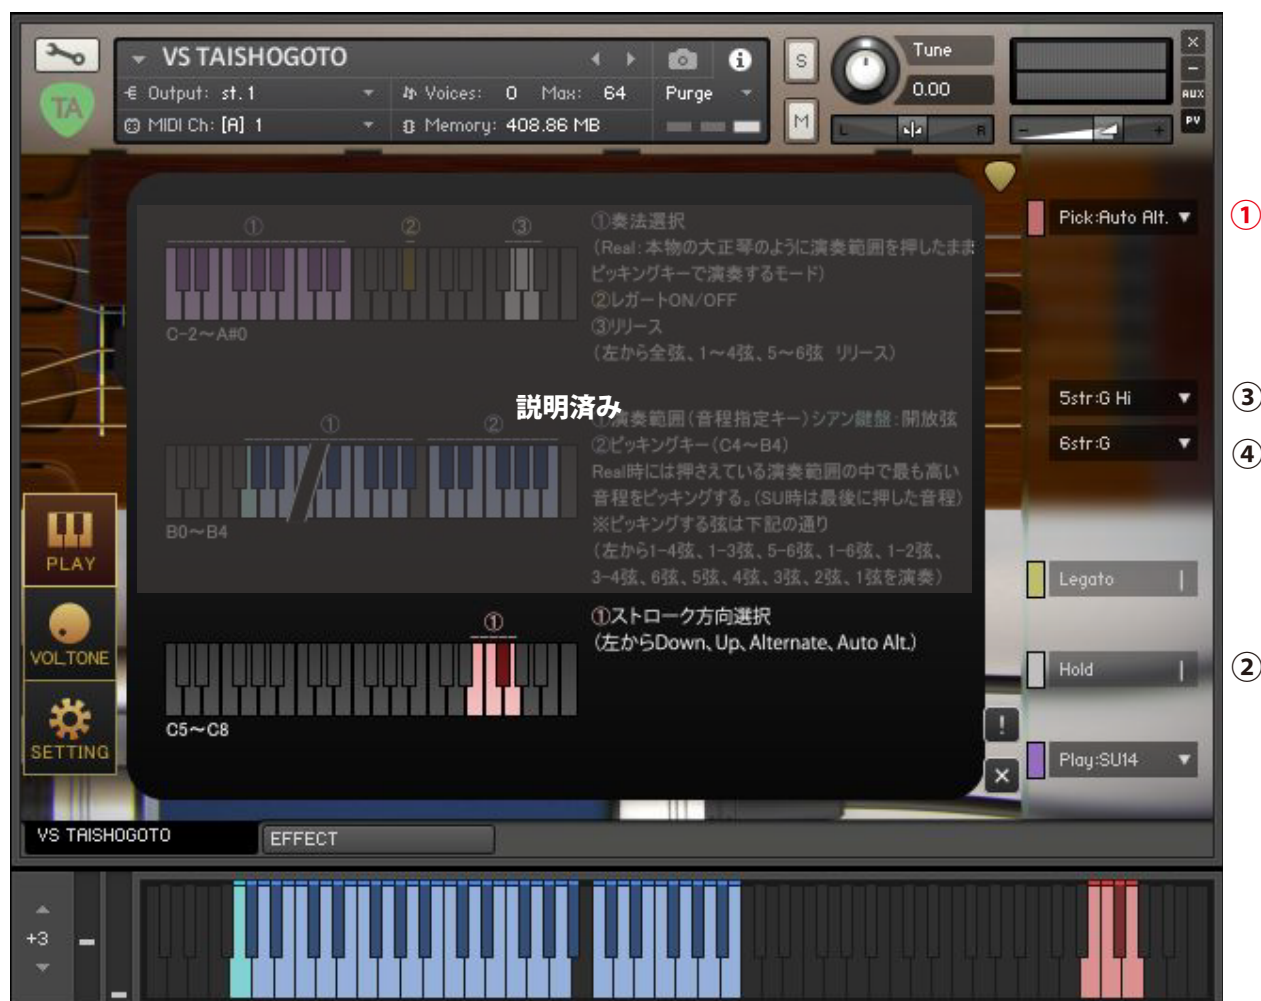 VS TAISHOGOTO
Output: st.1
Voices: 0 Max: 64
Purge
MIDI Ch: [A] 1
Memory: 408.86 MB
TA
S
M
Tune
0.00
L
R
-
+
×
-
AUX
PV
①
②
③
C-2～A#0
①奏法選択
(Real:本物の大正琴のように演奏範囲を押したまま
ピッキングキーで演奏するモード)
②レガートON/OFF
③リリース
(左から全弦、1～4弦、5～6弦 リリース)
説明済み
①
②
B0～B4
①演奏範囲(音程指定キー)シアン鍵盤:開放弦
②ピッキングキー(C4～B4)
Real時には押さえている演奏範囲の中で最も高い
音程をピッキングする。(SU時は最後に押した音程)
※ピッキングする弦は下記の通り
(左から1-4弦、1-3弦、5-6弦、1-6弦、1-2弦、
3-4弦、6弦、5弦、4弦、3弦、2弦、1弦を演奏)
①
C5～C8
①ストローク方向選択
(左からDown、Up、Alternate、Auto Alt.)
PLAY
VOL.TONE
SETTING
Pick:Auto Alt. ▼
①
5str:G Hi ▼
③
6str:G ▼
④
Legato |
Hold |
②
Play:SU14 ▼
!
×
VS TAISHOGOTO
EFFECT
+3